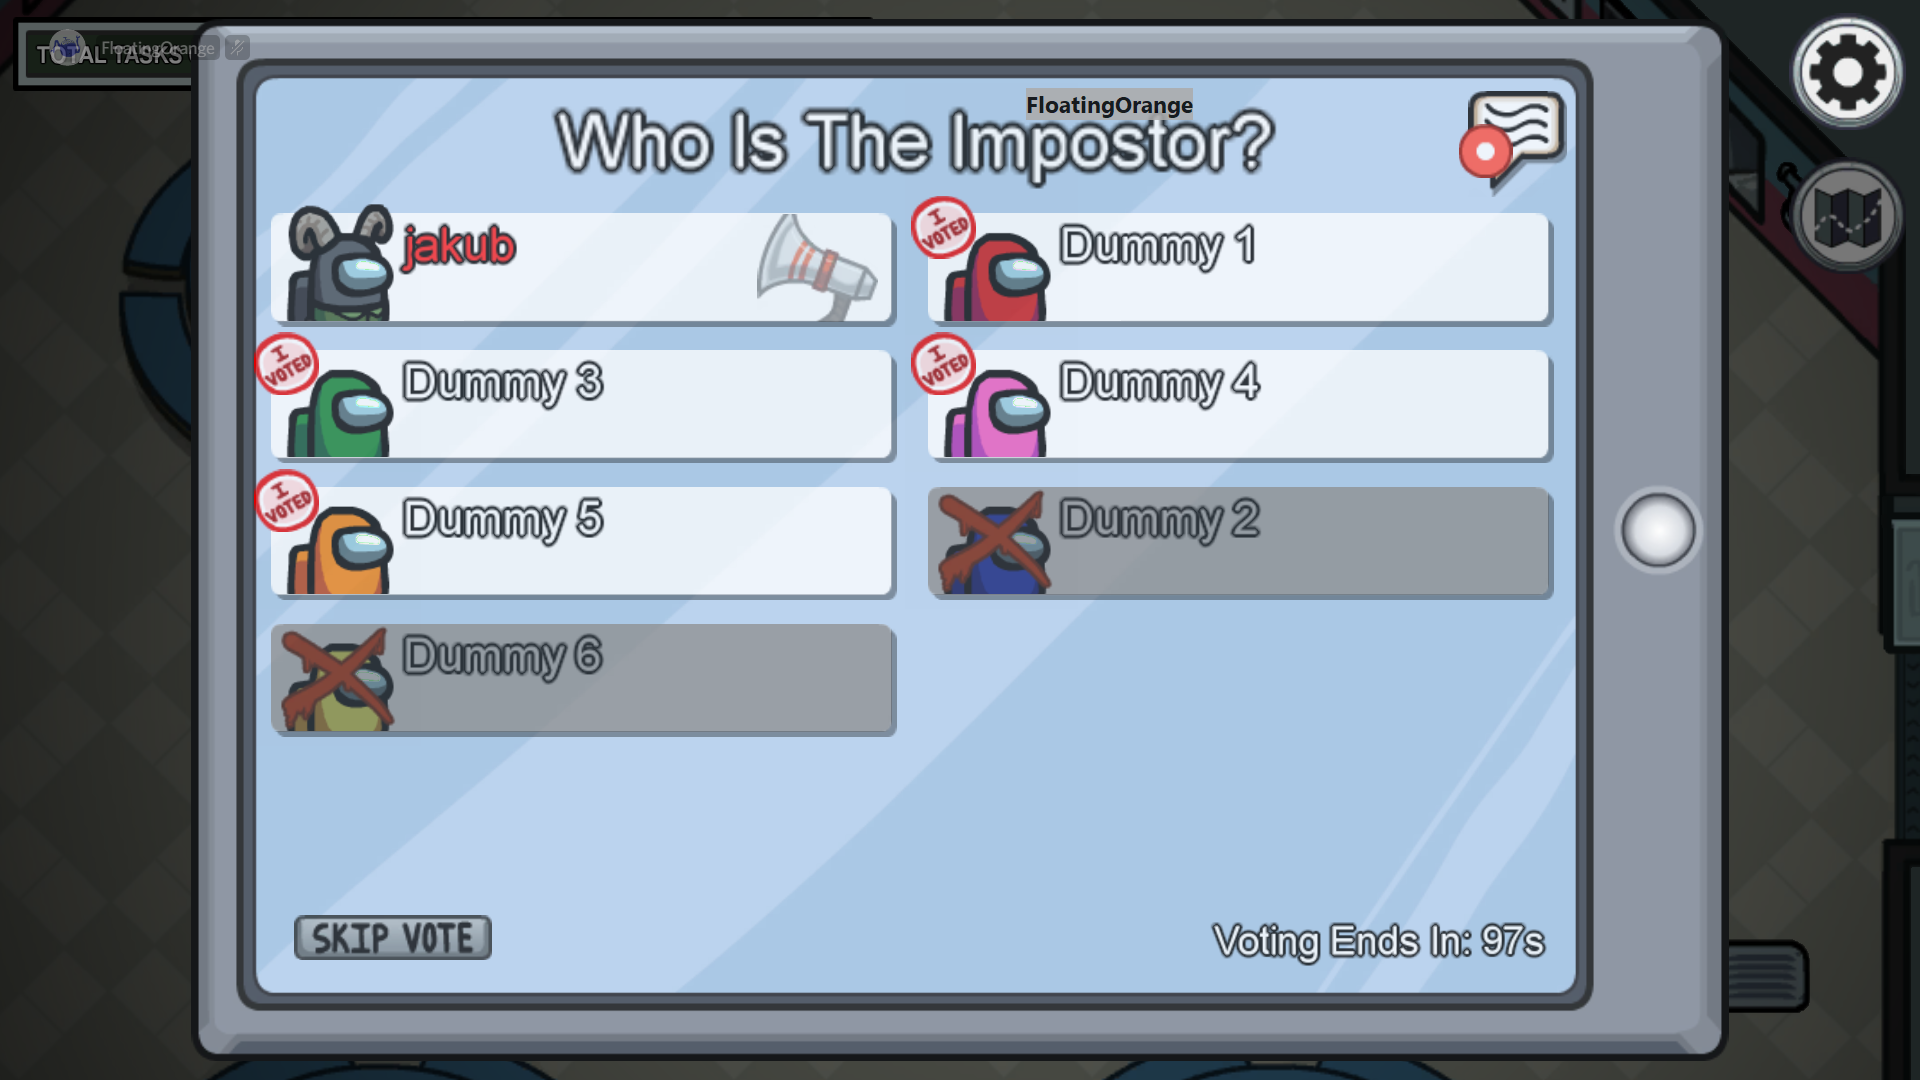 FloatingOrange
TOTAL TASKS
FloatingOrange
Who Is The Impostor?
jakub
I VOTED
Dummy 1
I VOTED
Dummy 3
I VOTED
Dummy 4
I VOTED
Dummy 5
Dummy 2
Dummy 6
SKIP VOTE
Voting Ends In: 97s